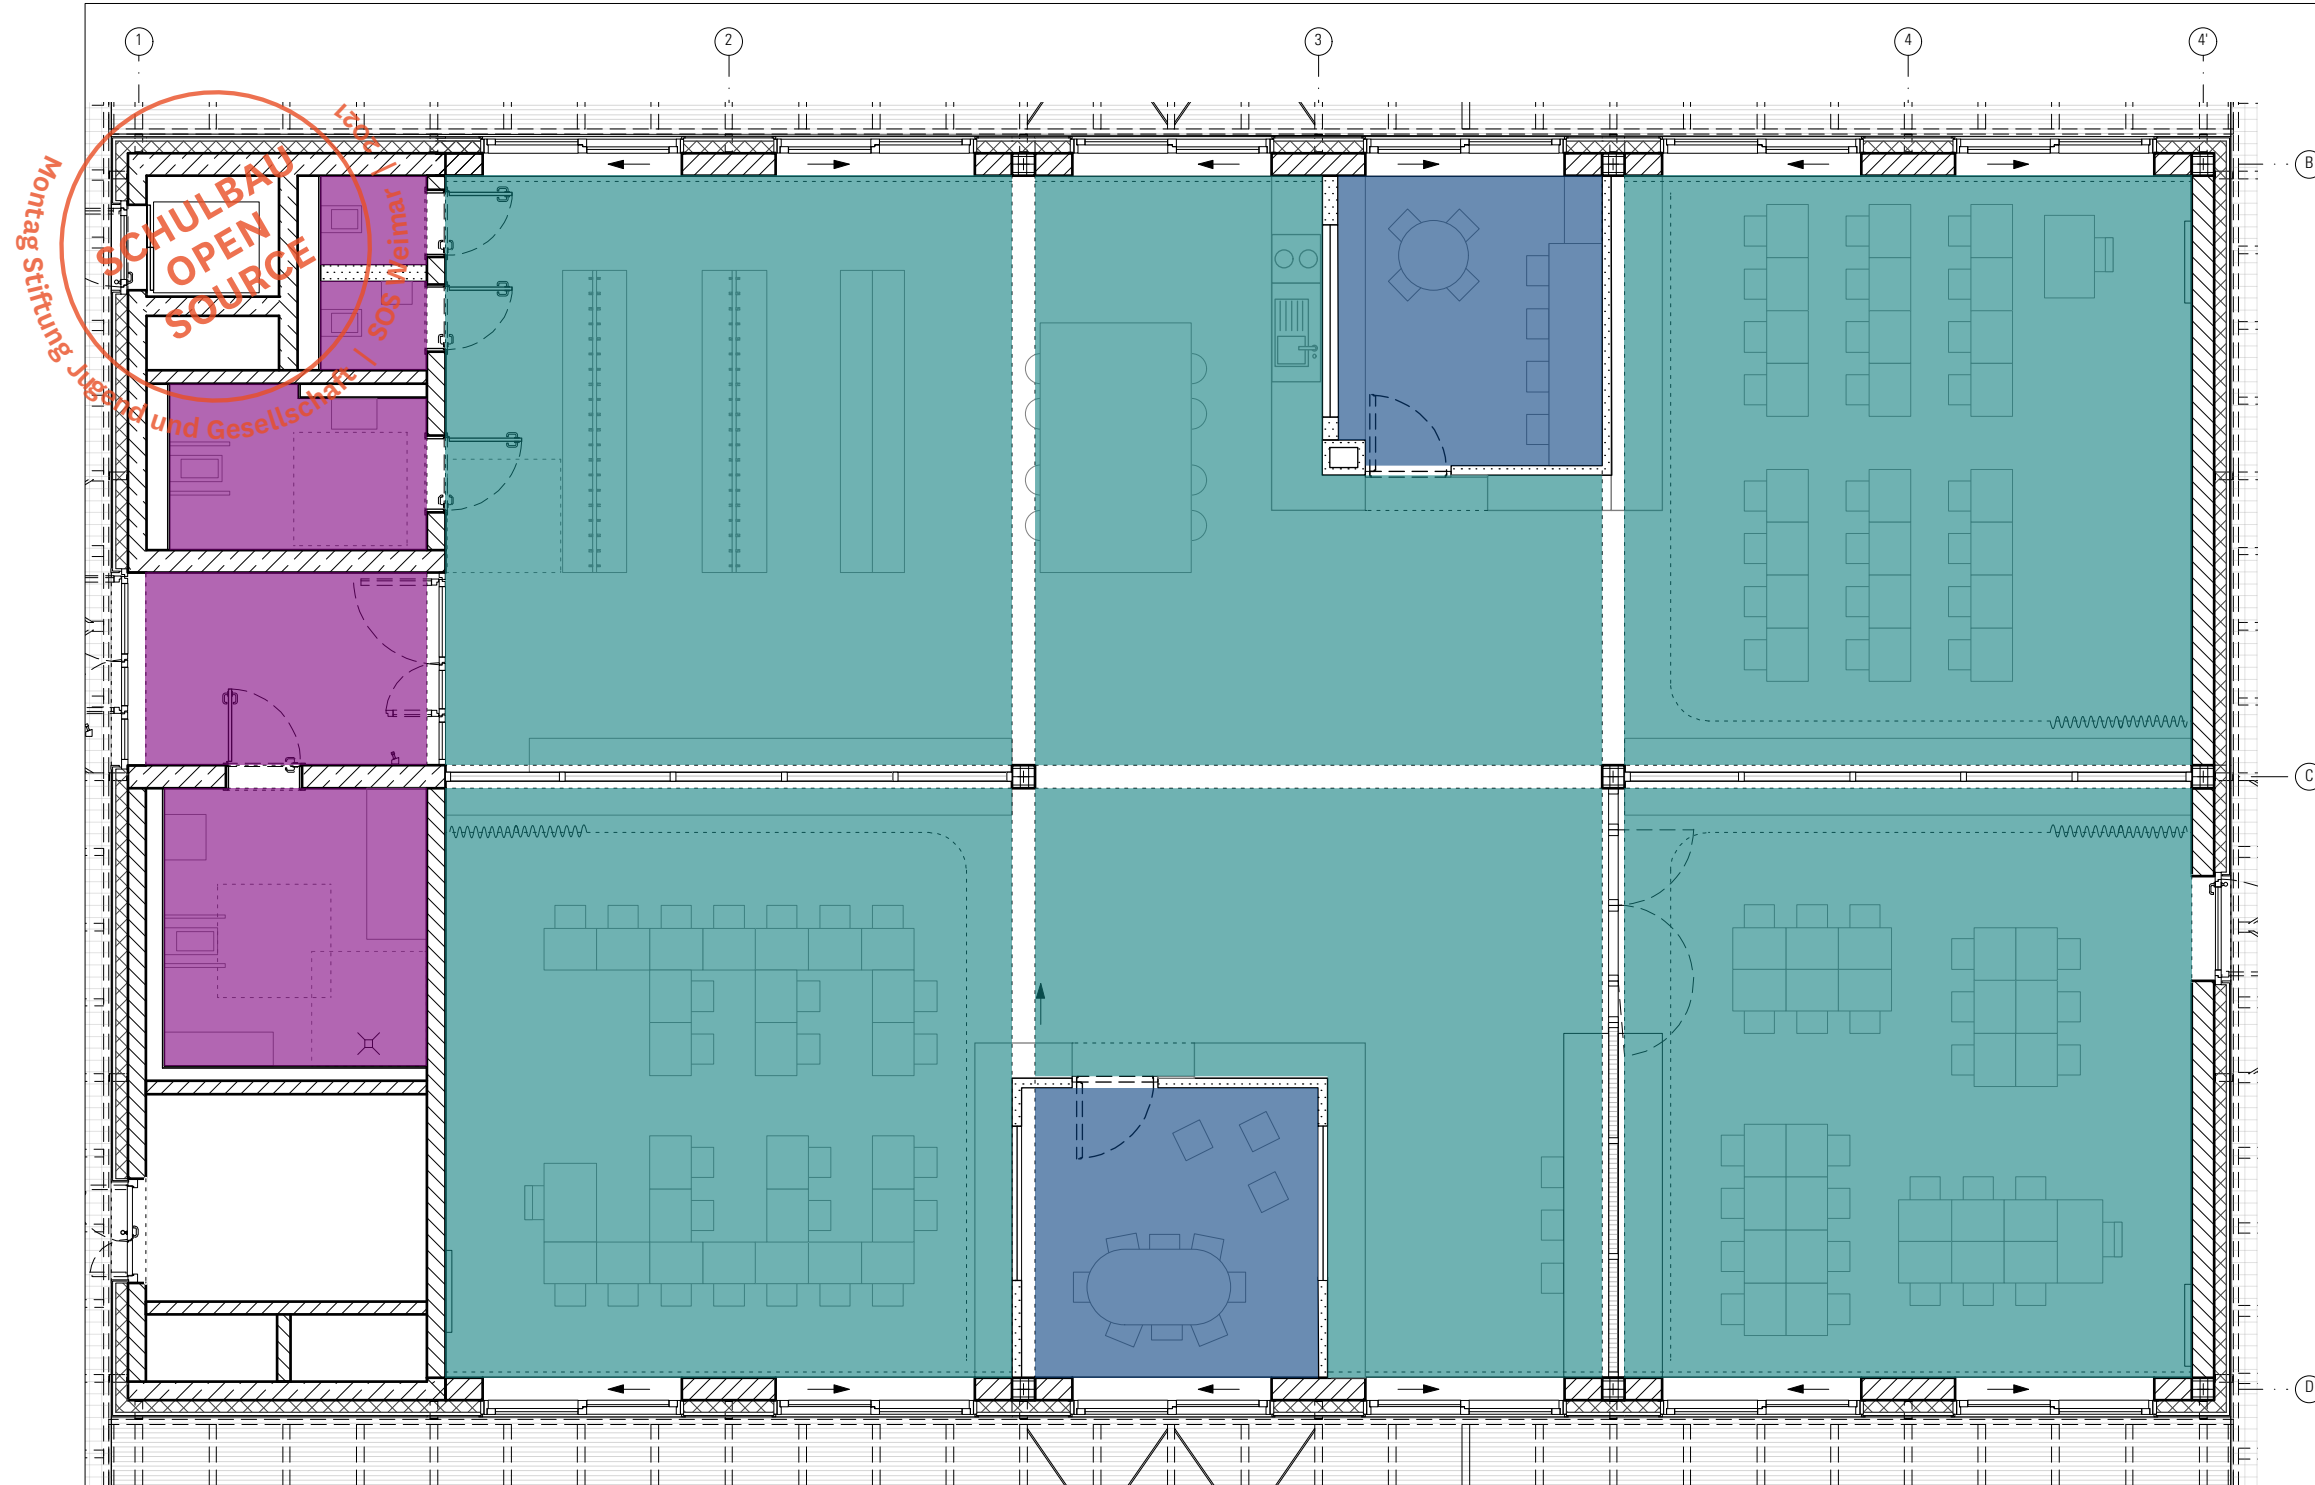 1
2
3
4
4'
B
C
D
SCHULBAU
OPEN
SOURCE
Montag Stiftung Jugend und Gesellschaft / SOS Weimar / 2021